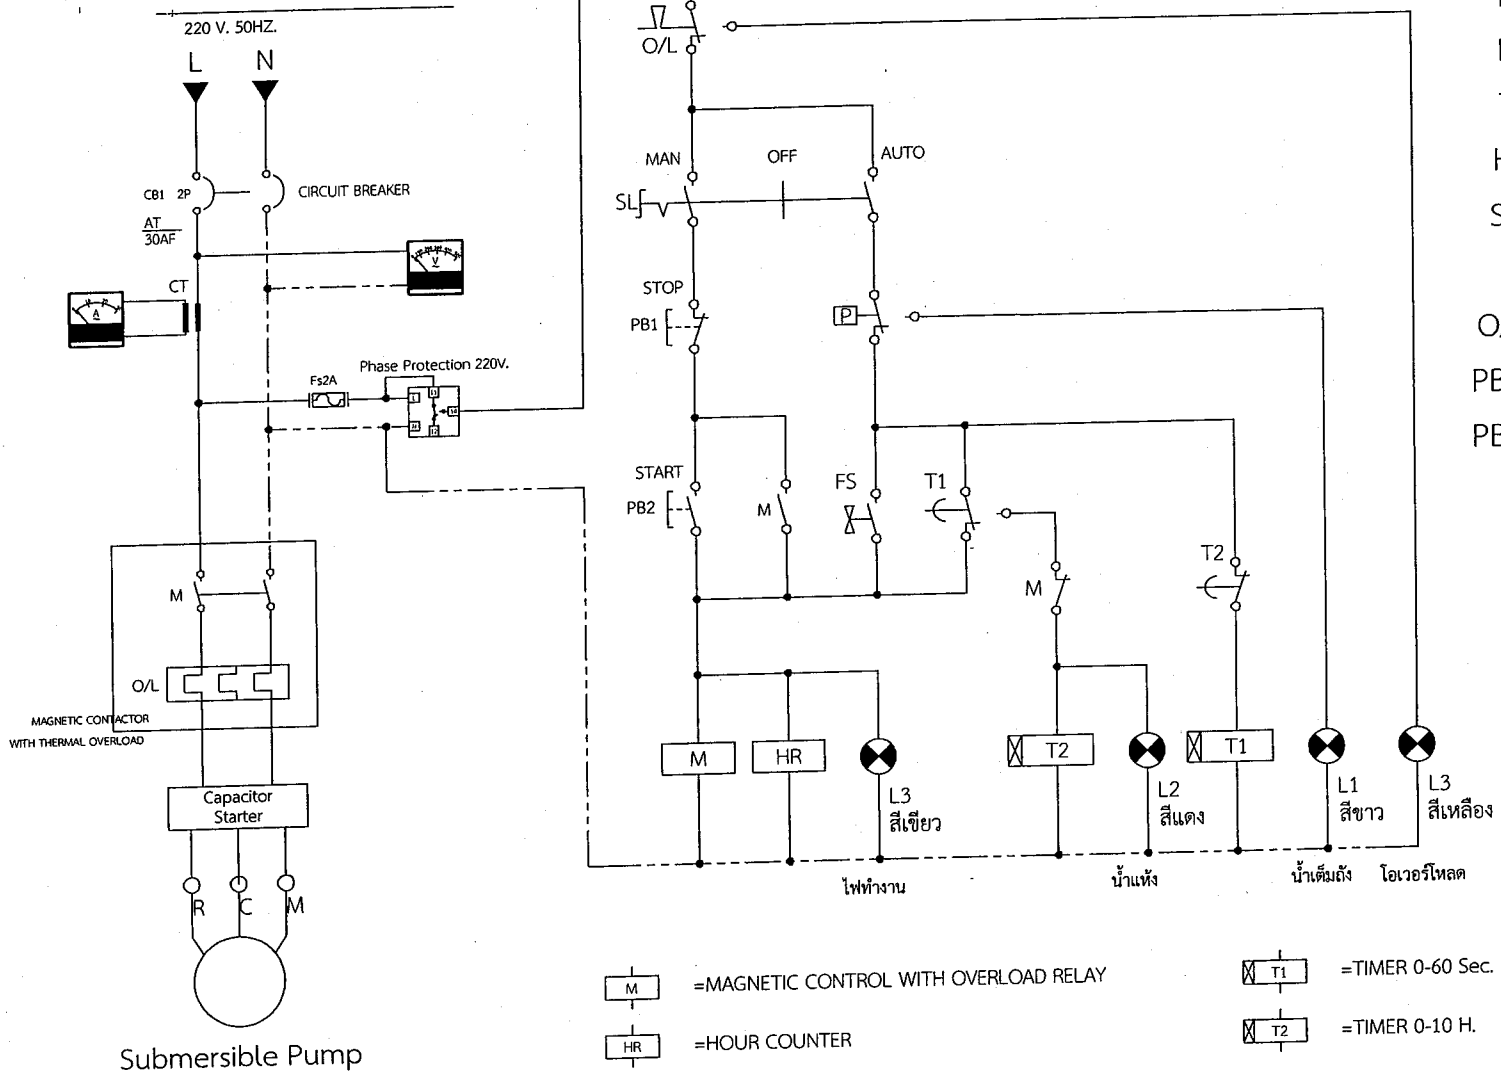 220 V. 50HZ.
L N
O/L
MAN OFF AUTO
CB1 2P CIRCUIT BREAKER
SL
AT
30AF
V
CT
STOP
A
PB1
P
Phase Protection 220V.
Fs2A
START
PB2
M
FS
T1
T2
M
M
O/L
MAGNETIC CONTACTOR
WITH THERMAL OVERLOAD
M
HR
T2
T1
L3
สีเขียว
L2
สีแดง
L1
สีขาว
L3
สีเหลือง
Capacitor
Starter
ไฟทำงาน
น้ำแห้ง
น้ำเต็มถัง
โอเวอร์โหลด
R C M
M =MAGNETIC CONTROL WITH OVERLOAD RELAY
T1 =TIMER 0-60 Sec.
HR =HOUR COUNTER
T2 =TIMER 0-10 H.
Submersible Pump
H
S
O
PB
PB